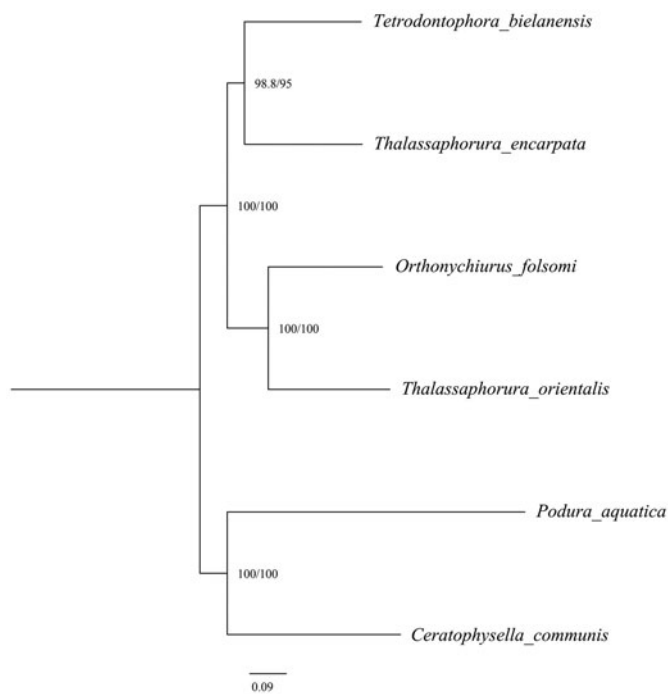 Tetrodontophora_bielanensis
98.8/95
Thalassaphorura_encarpata
100/100
Orthonychiurus_folsomi
100/100
Thalassaphorura_orientalis
Podura_aquatica
100/100
Ceratophysella_communis
0.09